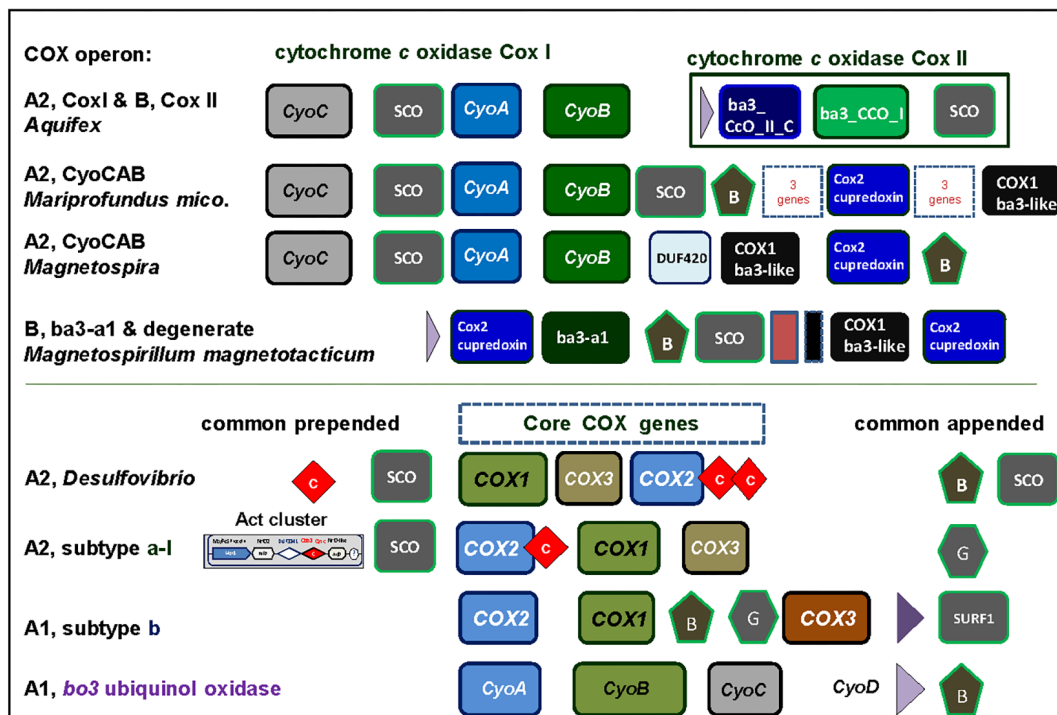 COX operon:
cytochrome c oxidase Cox I
cytochrome c oxidase Cox II
A2, CoxI & B, Cox II
Aquifex
CyoC
SCO
CyoA
CyoB
ba3_
CcO_II_C
ba3_CCO_I
SCO
A2, CyoCAB
Mariprofundus mico.
CyoC
SCO
CyoA
CyoB
SCO
B
3
genes
Cox2
cupredoxin
3
genes
COX1
ba3-like
A2, CyoCAB
Magnetospira
CyoC
SCO
CyoA
CyoB
DUF420
COX1
ba3-like
Cox2
cupredoxin
B
B, ba3-a1 & degenerate
Magnetospirillum magnetotacticum
Cox2
cupredoxin
ba3-a1
B
SCO
COX1
ba3-like
Cox2
cupredoxin
common prepended
Core COX genes
common appended
A2, Desulfovibrio
C
SCO
COX1
COX3
COX2
C
C
B
SCO
Act cluster
A2, subtype a-I
SCO
COX2
C
COX1
COX3
G
A1, subtype b
COX2
COX1
B
G
COX3
SURF1
A1, bo3 ubiquinol oxidase
CyoA
CyoB
CyoC
CyoD
B